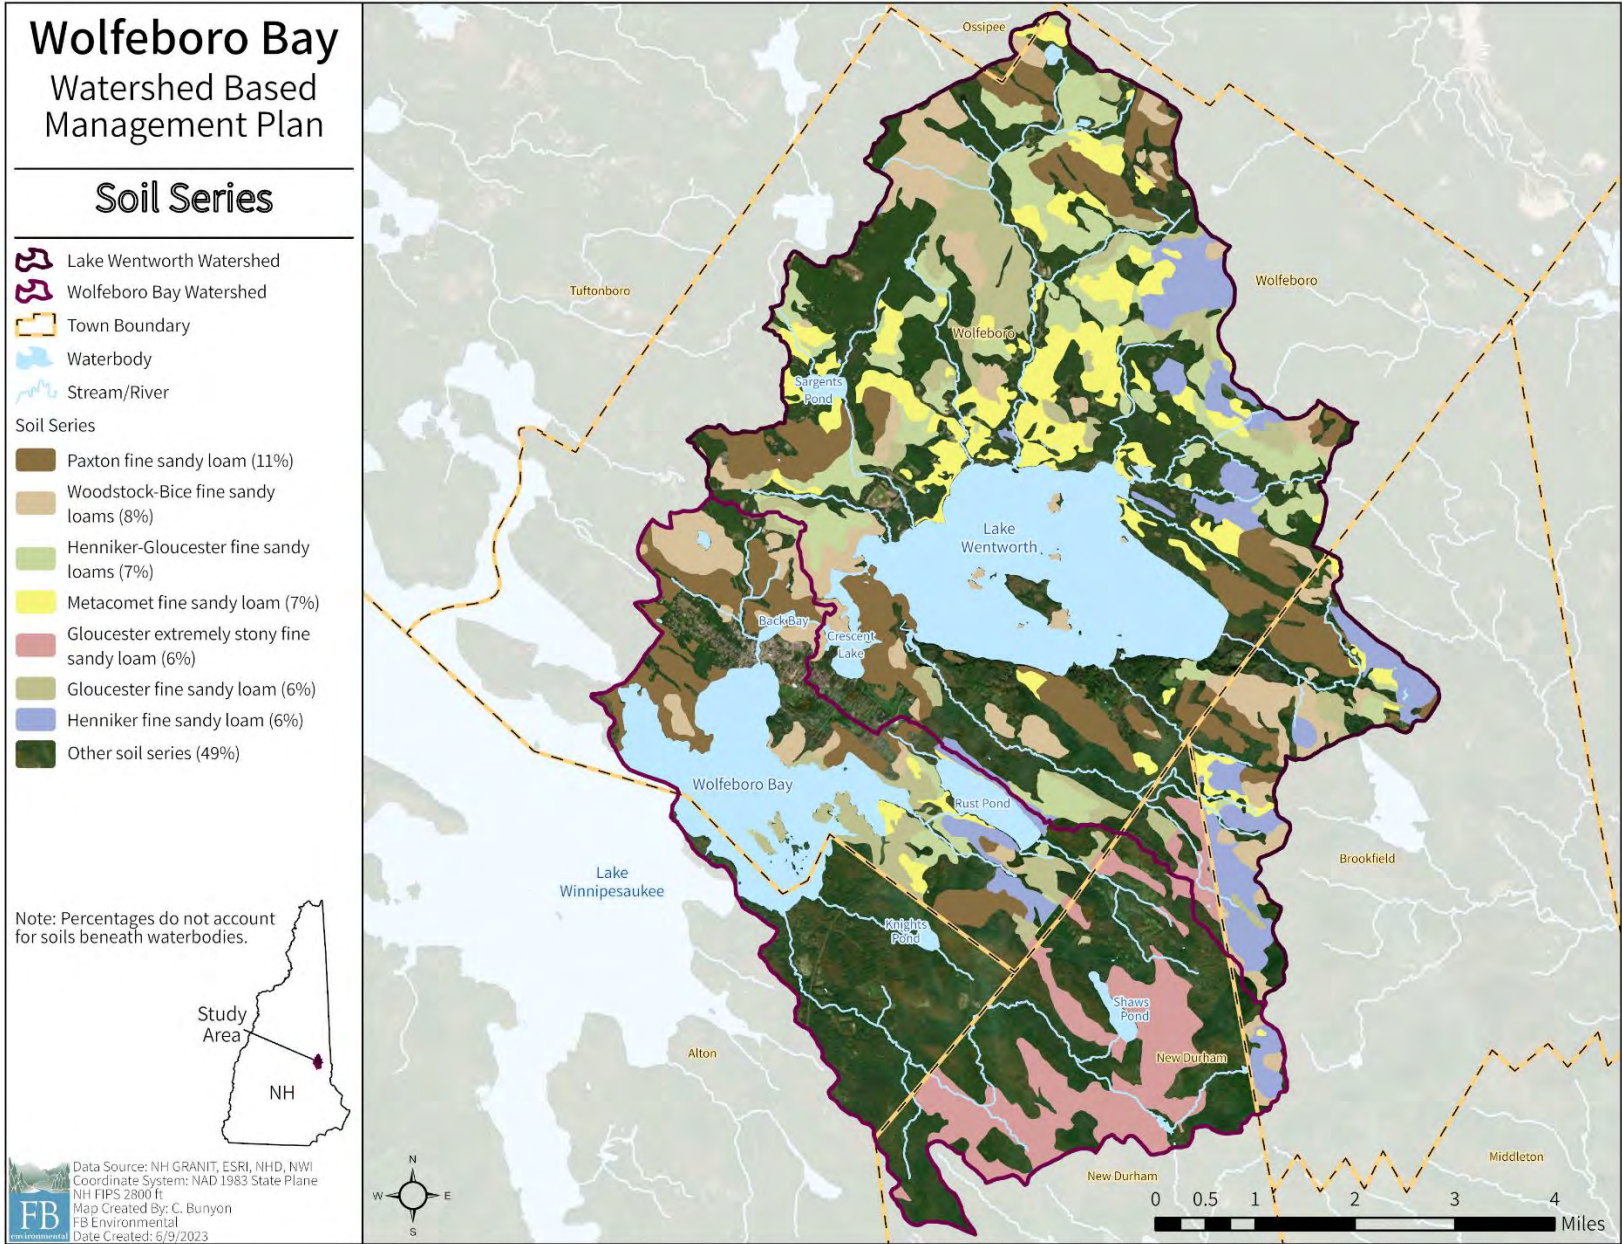 Wolfeboro Bay
Watershed Based
Management Plan
Soil Series
Lake Wentworth Watershed
Wolfeboro Bay Watershed
Town Boundary
Waterbody
Stream/River
Soil Series
Paxton fine sandy loam (11%)
Woodstock-Bice fine sandy
loams (8%)
Henniker-Gloucester fine sandy
loams (7%)
Metacomet fine sandy loam (7%)
Gloucester extremely stony fine
sandy loam (6%)
Gloucester fine sandy loam (6%)
Henniker fine sandy loam (6%)
Other soil series (49%)
Note: Percentages do not account
for soils beneath waterbodies.
Study
Area
NH
FB
environmental
Data Source: NH GRANIT, ESRI, NHD, NWI
Coordinate System: NAD 1983 State Plane
NH FIPS 2800 ft
Map Created By: C. Bunyon
FB Environmental
Date Created: 6/9/2023
Ossipee
Tuftonboro
Wolfeboro
Wolfeboro
Sargents
Pond
Lake
Wentworth
Back Bay
Crescent
Lake
Wolfeboro Bay
Rust Pond
Brookfield
Lake
Winnipesaukee
Knights
Pond
Shaws
Pond
Alton
New Durham
New Durham
Middleton
N
W
E
S
0 0.5 1 2 3 4
Miles